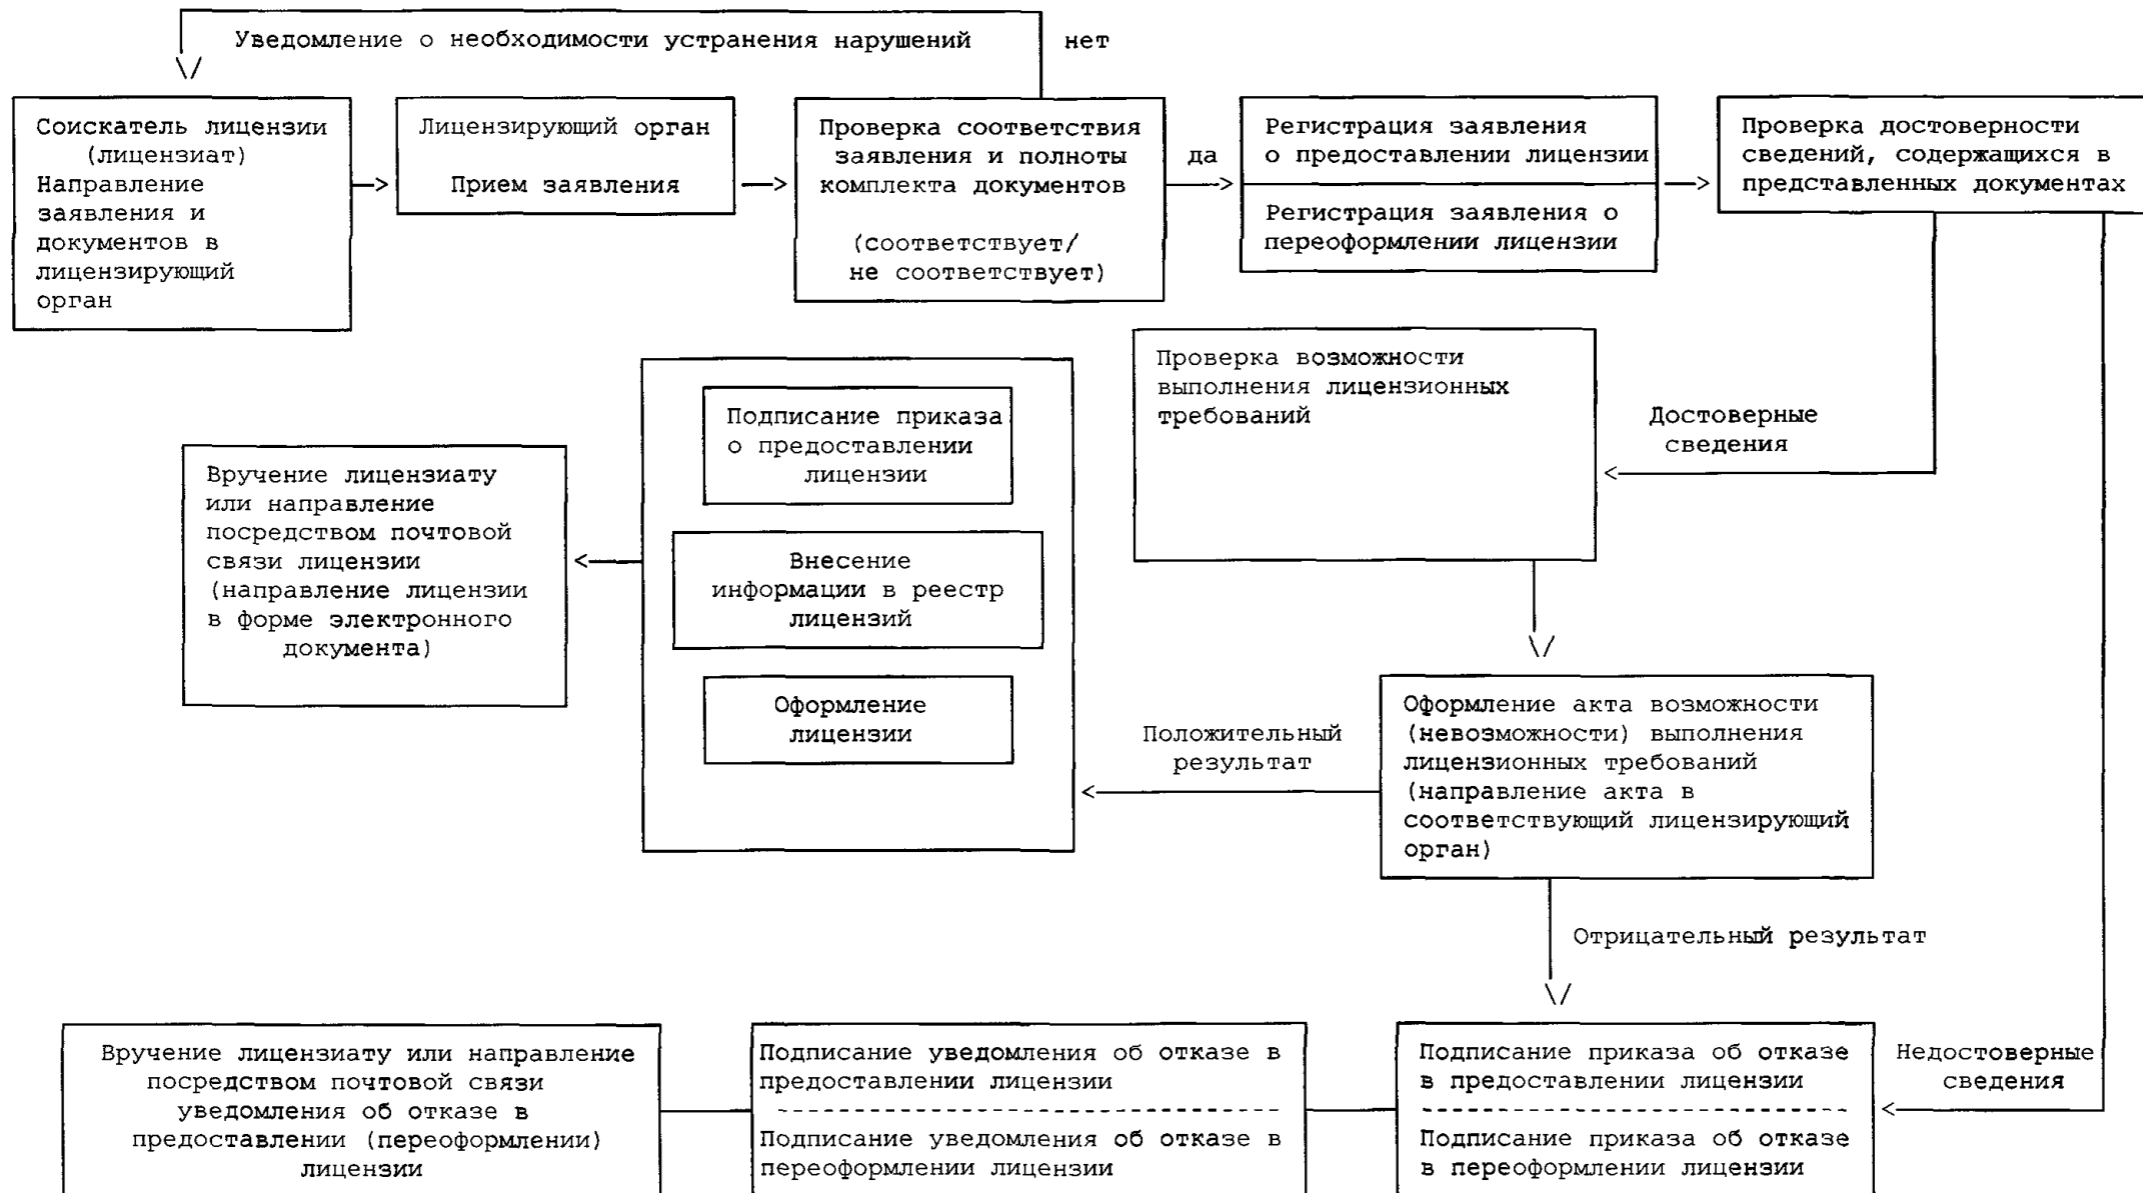 Уведомление о необходимости устранения нарушений
нет
Соискатель лицензии
(лицензиат)
Направление
заявления и
документов в
лицензирующий
орган
Лицензирующий орган
Прием заявления
Проверка соответствия
заявления и полноты
комплекта документов
(соответствует/
не соответствует)
да
Регистрация заявления
о предоставлении лицензии
Регистрация заявления о
переоформлении лицензии
Проверка достоверности
сведений, содержащихся в
представленных документах
Проверка возможности
выполнения лицензионных
требований
Достоверные
сведения
Подписание приказа
о предоставлении
лицензии
Внесение
информации в реестр
лицензий
Оформление
лицензии
Вручение лицензиату
или направление
посредством почтовой
связи лицензии
(направление лицензии
в форме электронного
документа)
Положительный
результат
Оформление акта возможности
(невозможности) выполнения
лицензионных требований
(направление акта в
соответствующий лицензирующий
орган)
Отрицательный результат
Вручение лицензиату или направление
посредством почтовой связи
уведомления об отказе в
предоставлении (переоформлении)
лицензии
Подписание уведомления об отказе в
предоставлении лицензии
Подписание уведомления об отказе в
переоформлении лицензии
Подписание приказа об отказе
в предоставлении лицензии
Подписание приказа об отказе
в переоформлении лицензии
Недостоверные
сведения